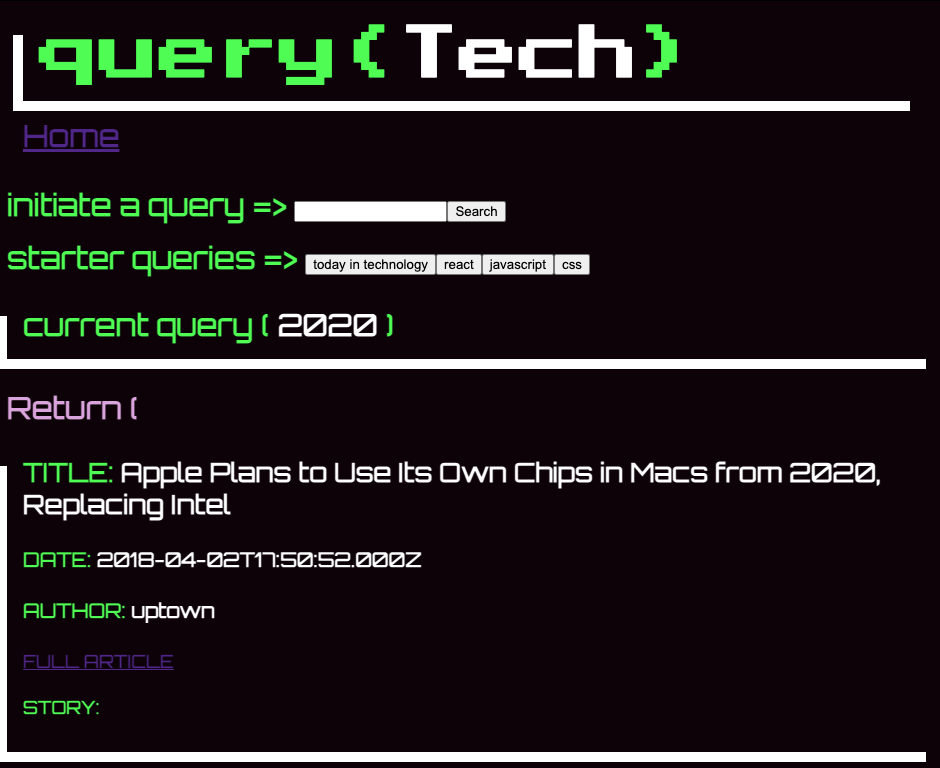 query(Tech)
Home
initiate a query => Search
starter queries => today in technology react javascript css
current query ( 2020 )
Return (
TITLE: Apple Plans to Use Its Own Chips in Macs from 2020,
Replacing Intel
DATE: 2018-04-02T17:50:52.000Z
AUTHOR: uptown
FULL ARTICLE
STORY: